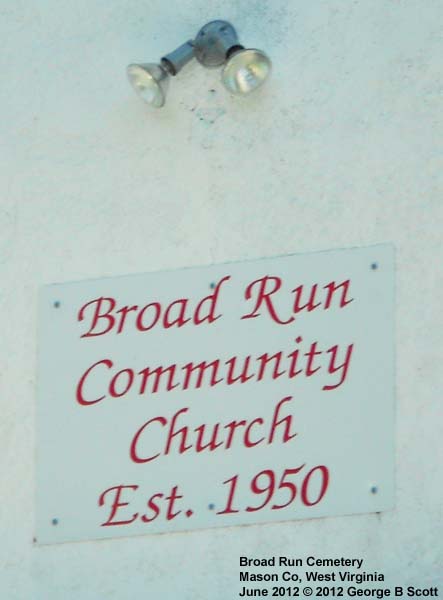 Broad Run
Community
Church
Est. 1950
Broad Run Cemetery
Mason Co, West Virginia
June 2012 © 2012 George B Scott